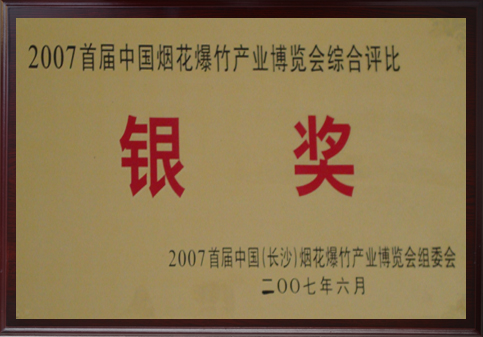 2007首届中国烟花爆竹产业博览会综合评比
银奖
2007首届中国(长沙)烟花爆竹产业博览会组委会
二〇〇七年六月